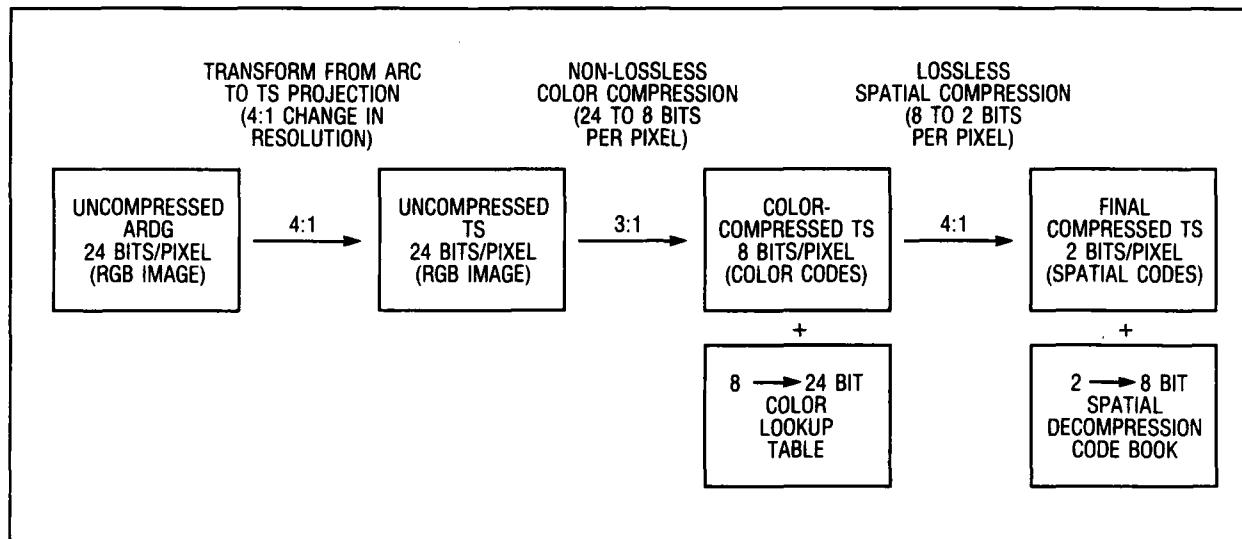 TRANSFORM FROM ARC
TO TS PROJECTION
(4:1 CHANGE IN
RESOLUTION)
NON-LOSSLESS
COLOR COMPRESSION
(24 TO 8 BITS
PER PIXEL)
LOSSLESS
SPATIAL COMPRESSION
(8 TO 2 BITS
PER PIXEL)
UNCOMPRESSED
ARDG
24 BITS/PIXEL
(RGB IMAGE)
4:1
UNCOMPRESSED
TS
24 BITS/PIXEL
(RGB IMAGE)
3:1
COLOR-
COMPRESSED TS
8 BITS/PIXEL
(COLOR CODES)
4:1
FINAL
COMPRESSED TS
2 BITS/PIXEL
(SPATIAL CODES)
+
+
8 → 24 BIT
COLOR
LOOKUP
TABLE
2 → 8 BIT
SPATIAL
DECOMPRESSION
CODE BOOK